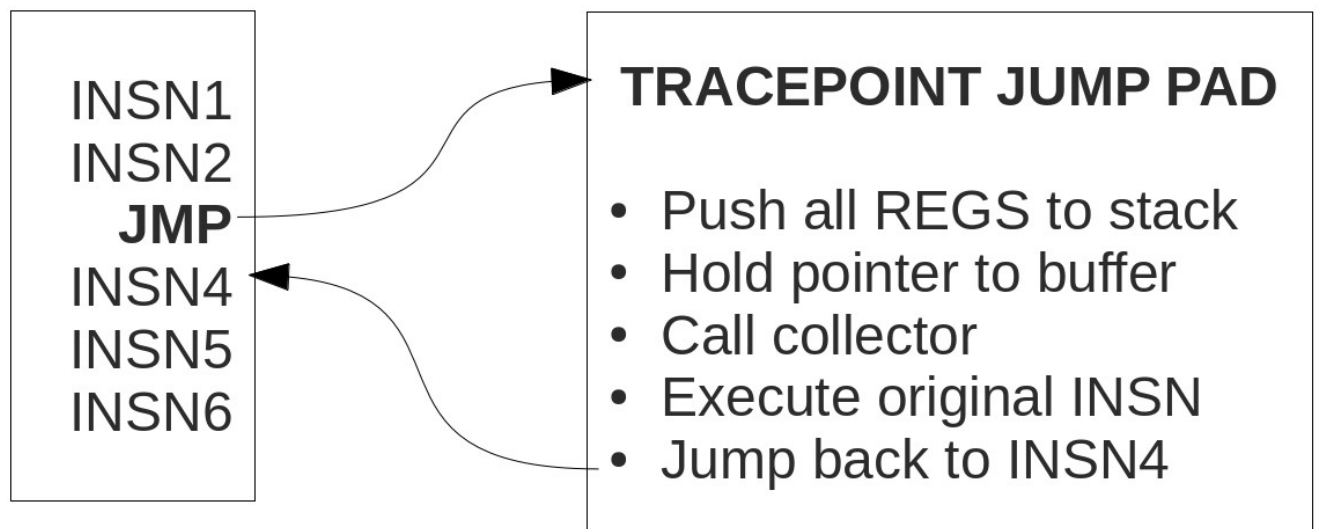 INSN1
INSN2
JMP
INSN4
INSN5
INSN6
TRACEPOINT JUMP PAD
• Push all REGS to stack
• Hold pointer to buffer
• Call collector
• Execute original INSN
• Jump back to INSN4